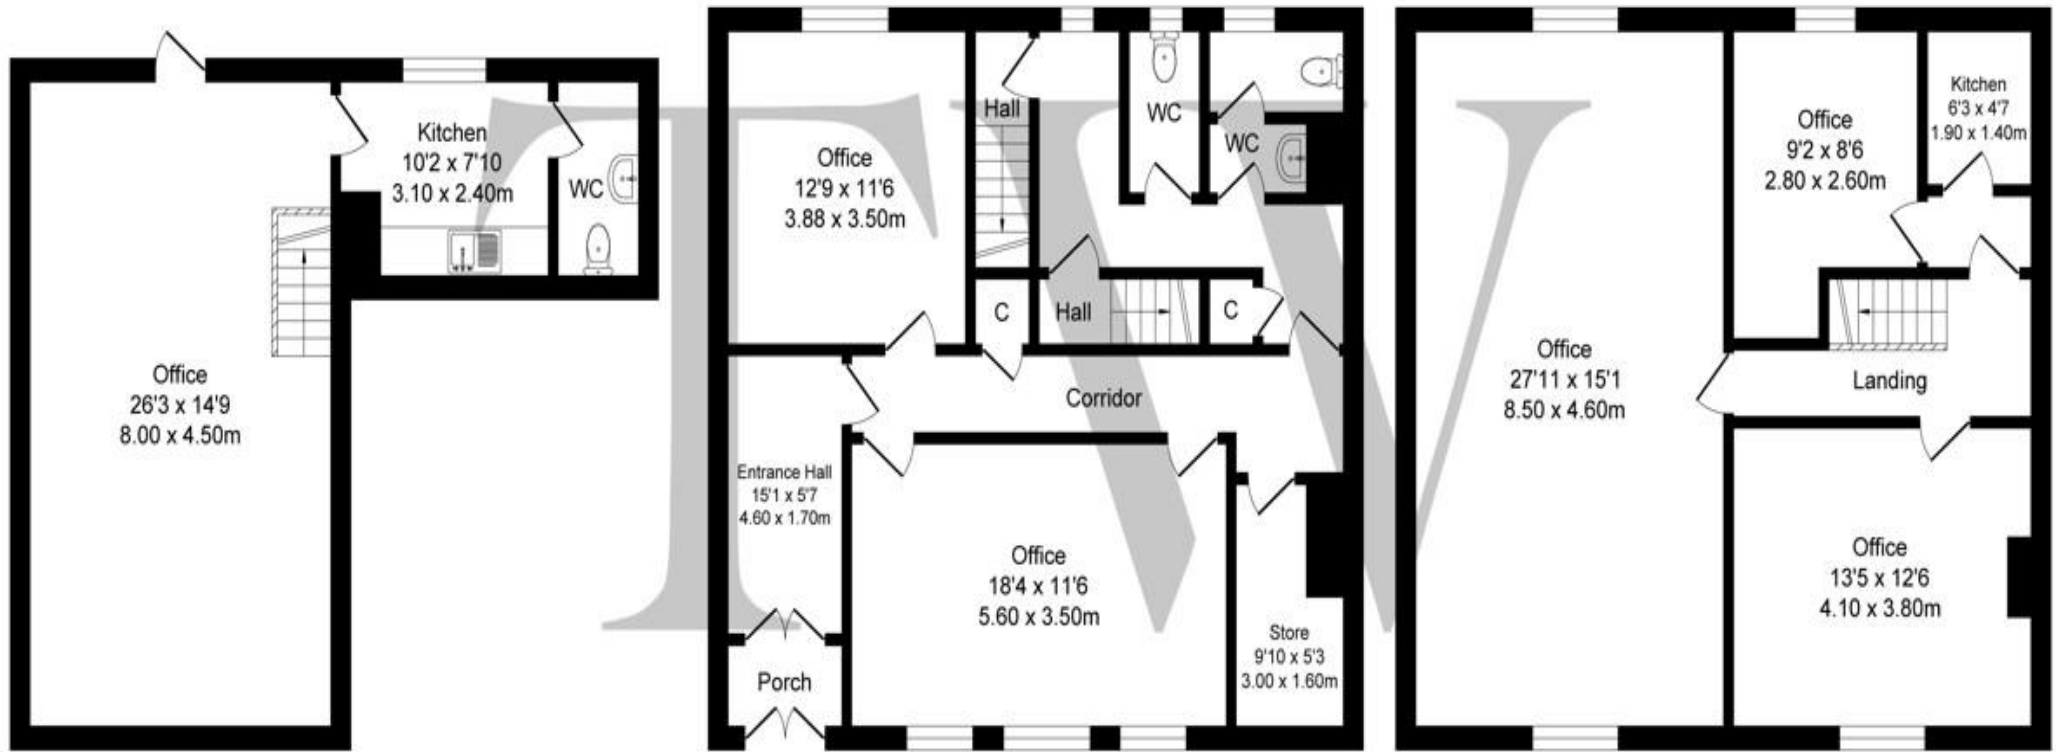 Office
26'3 x 14'9
8.00 x 4.50m
Kitchen
10'2 x 7'10
3.10 x 2.40m
WC
Office
12'9 x 11'6
3.88 x 3.50m
Hall
WC
WC
C
Hall
C
Corridor
Entrance Hall
15'1 x 5'7
4.60 x 1.70m
Office
18'4 x 11'6
5.60 x 3.50m
Store
9'10 x 5'3
3.00 x 1.60m
Porch
Office
27'11 x 15'1
8.50 x 4.60m
Office
9'2 x 8'6
2.80 x 2.60m
Kitchen
6'3 x 4'7
1.90 x 1.40m
Landing
Office
13'5 x 12'6
4.10 x 3.80m
TW